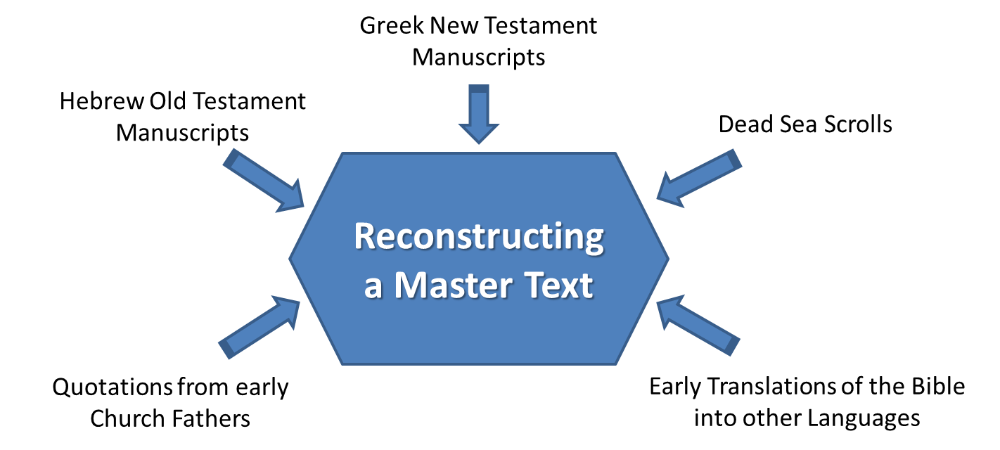 Greek New Testament
Manuscripts
Hebrew Old Testament
Manuscripts
Dead Sea Scrolls
Reconstructing
a Master Text
Quotations from early
Church Fathers
Early Translations of the Bible
into other Languages